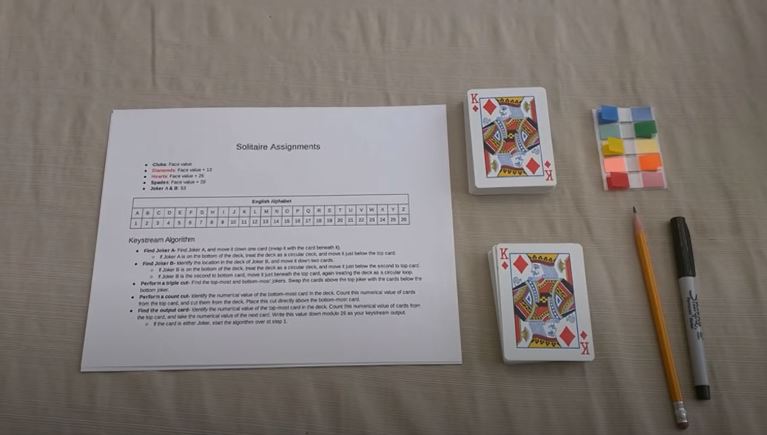 Solitaire Assignments
Clubs: Face value
Diamonds: Face value + 13
Hearts: Face value + 26
Spades: Face value + 39
Joker A & B: 53
English Alphabet
A B C D E F G H I J K L M N O P Q R S T U V W X Y Z
1 2 3 4 5 6 7 8 9 10 11 12 13 14 15 16 17 18 19 20 21 22 23 24 25 26
Keystream Algorithm
Find Joker A- Find Joker A, and move it down one card (swap it with the card beneath it).
If Joker A is on the bottom of the deck, treat the deck as a circular deck, and move it just below the top card.
Find Joker B- Identify the location in the deck of Joker B, and move it down two cards.
If Joker B is on the bottom of the deck, treat the deck as a circular deck, and move it just below the second to top card.
If Joker B is the second to bottom card, move it just beneath the top card, again treating the deck as a circular loop.
Perform a triple cut- Find the top-most and bottom-most jokers. Swap the cards above the top joker with the cards below the
bottom joker.
Perform a count cut- Identify the numerical value of the bottom-most card in the deck. Count this numerical value of cards
from the top card, and cut them from the deck. Place this cut directly above the bottom-most card.
Find the output card- Identify the numerical value of the top-most card in the deck. Count this numerical value of cards from
the top card, and take the numerical value of the next card. Write this value down modulo 26 as your keystream output.
If the card is either Joker, start the algorithm over at step 1.
K
K
K
K